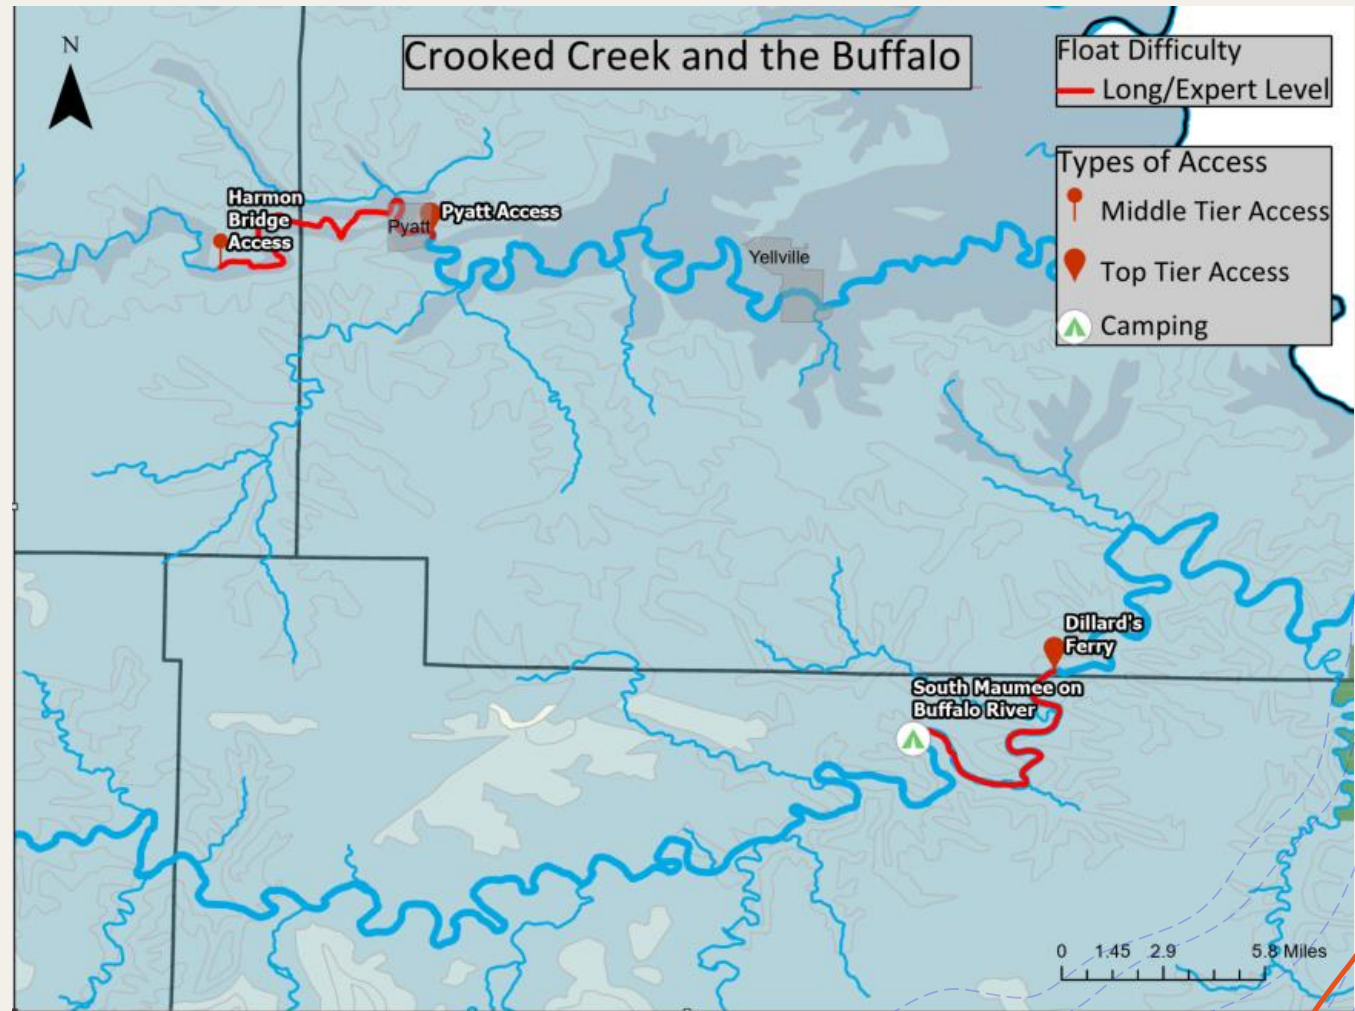 N
Crooked Creek and the Buffalo
Float Difficulty
Long/Expert Level
Types of Access
Middle Tier Access
Top Tier Access
Camping
Harmon
Bridge
Access
Pyatt
Pyatt Access
Yellville
Dillard's
Ferry
South Maumee on
Buffalo River
0 1.45 2.9 5.8 Miles